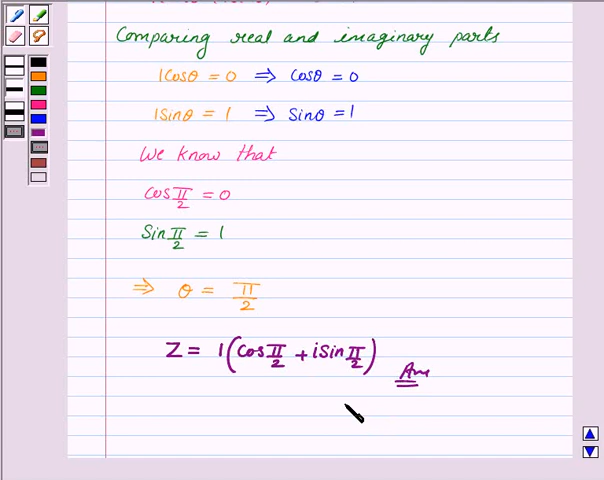 Comparing real and imaginary parts
1cosθ = 0 ⇒ cosθ = 0
1sinθ = 1 ⇒ sinθ = 1
We know that
cos π/2 = 0
Sin π/2 = 1
⇒ θ = π/2
Z = 1(cos π/2 + i Sin π/2) Ans